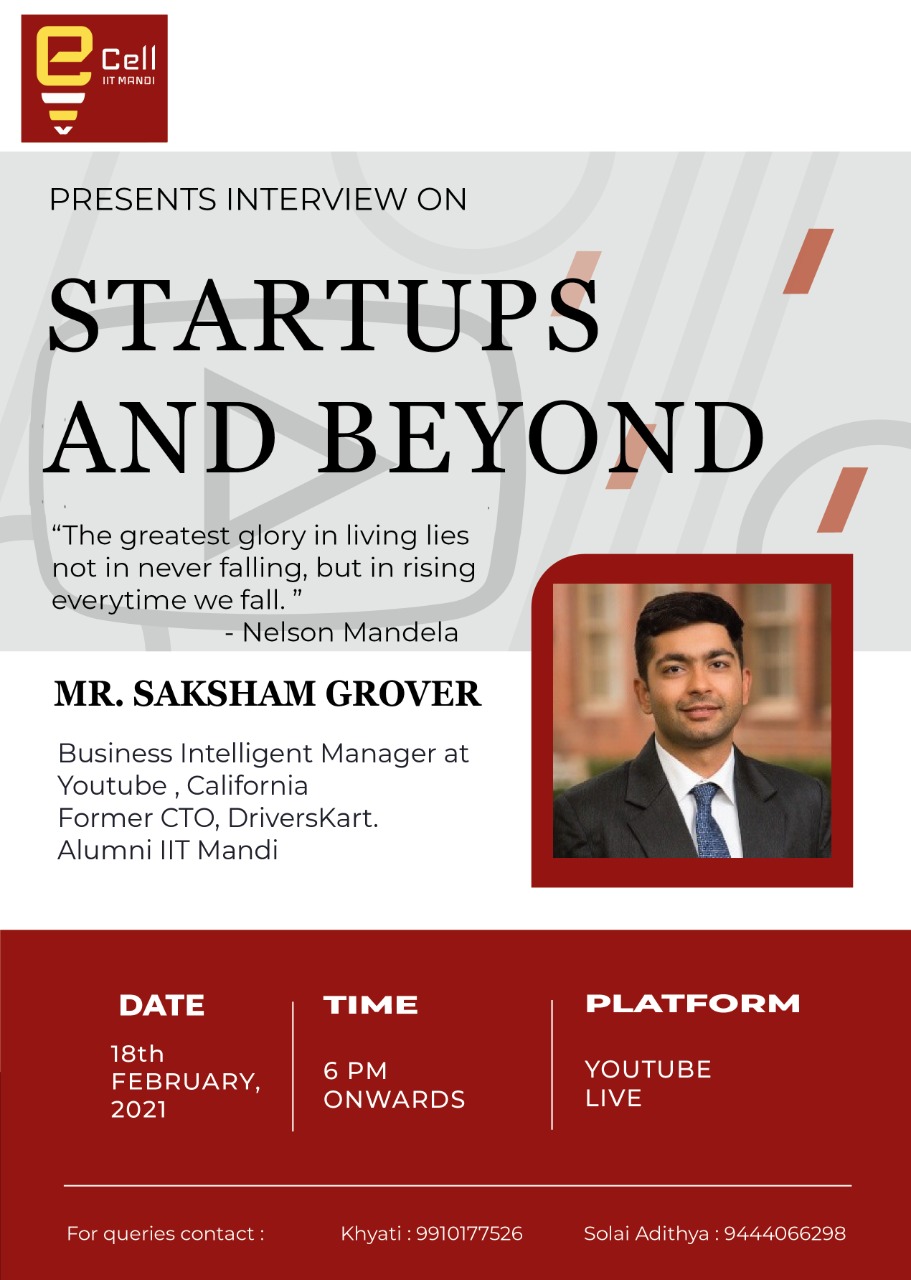 e Cell
IIT MANDI
PRESENTS INTERVIEW ON
STARTUPS
AND BEYOND
“The greatest glory in living lies
not in never falling, but in rising
everytime we fall. ”
- Nelson Mandela
MR. SAKSHAM GROVER
Business Intelligent Manager at
Youtube , California
Former CTO, DriversKart.
Alumni IIT Mandi
DATE
18th
FEBRUARY,
2021
TIME
6 PM
ONWARDS
PLATFORM
YOUTUBE
LIVE
For queries contact : Khyati : 9910177526 Solai Adithya : 9444066298